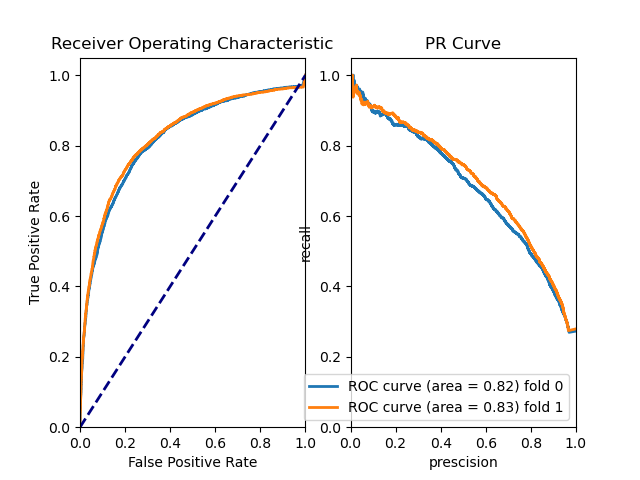 Receiver Operating Characteristic
PR Curve
1.0
0.8
0.6
0.4
0.2
0.0
True Positive Rate
0.0 0.2 0.4 0.6 0.8 1.0
False Positive Rate
1.0
0.8
0.6
0.4
0.2
0.0
recall
0.0 0.2 0.4 0.6 0.8 1.0
prescision
ROC curve (area = 0.82) fold 0
ROC curve (area = 0.83) fold 1